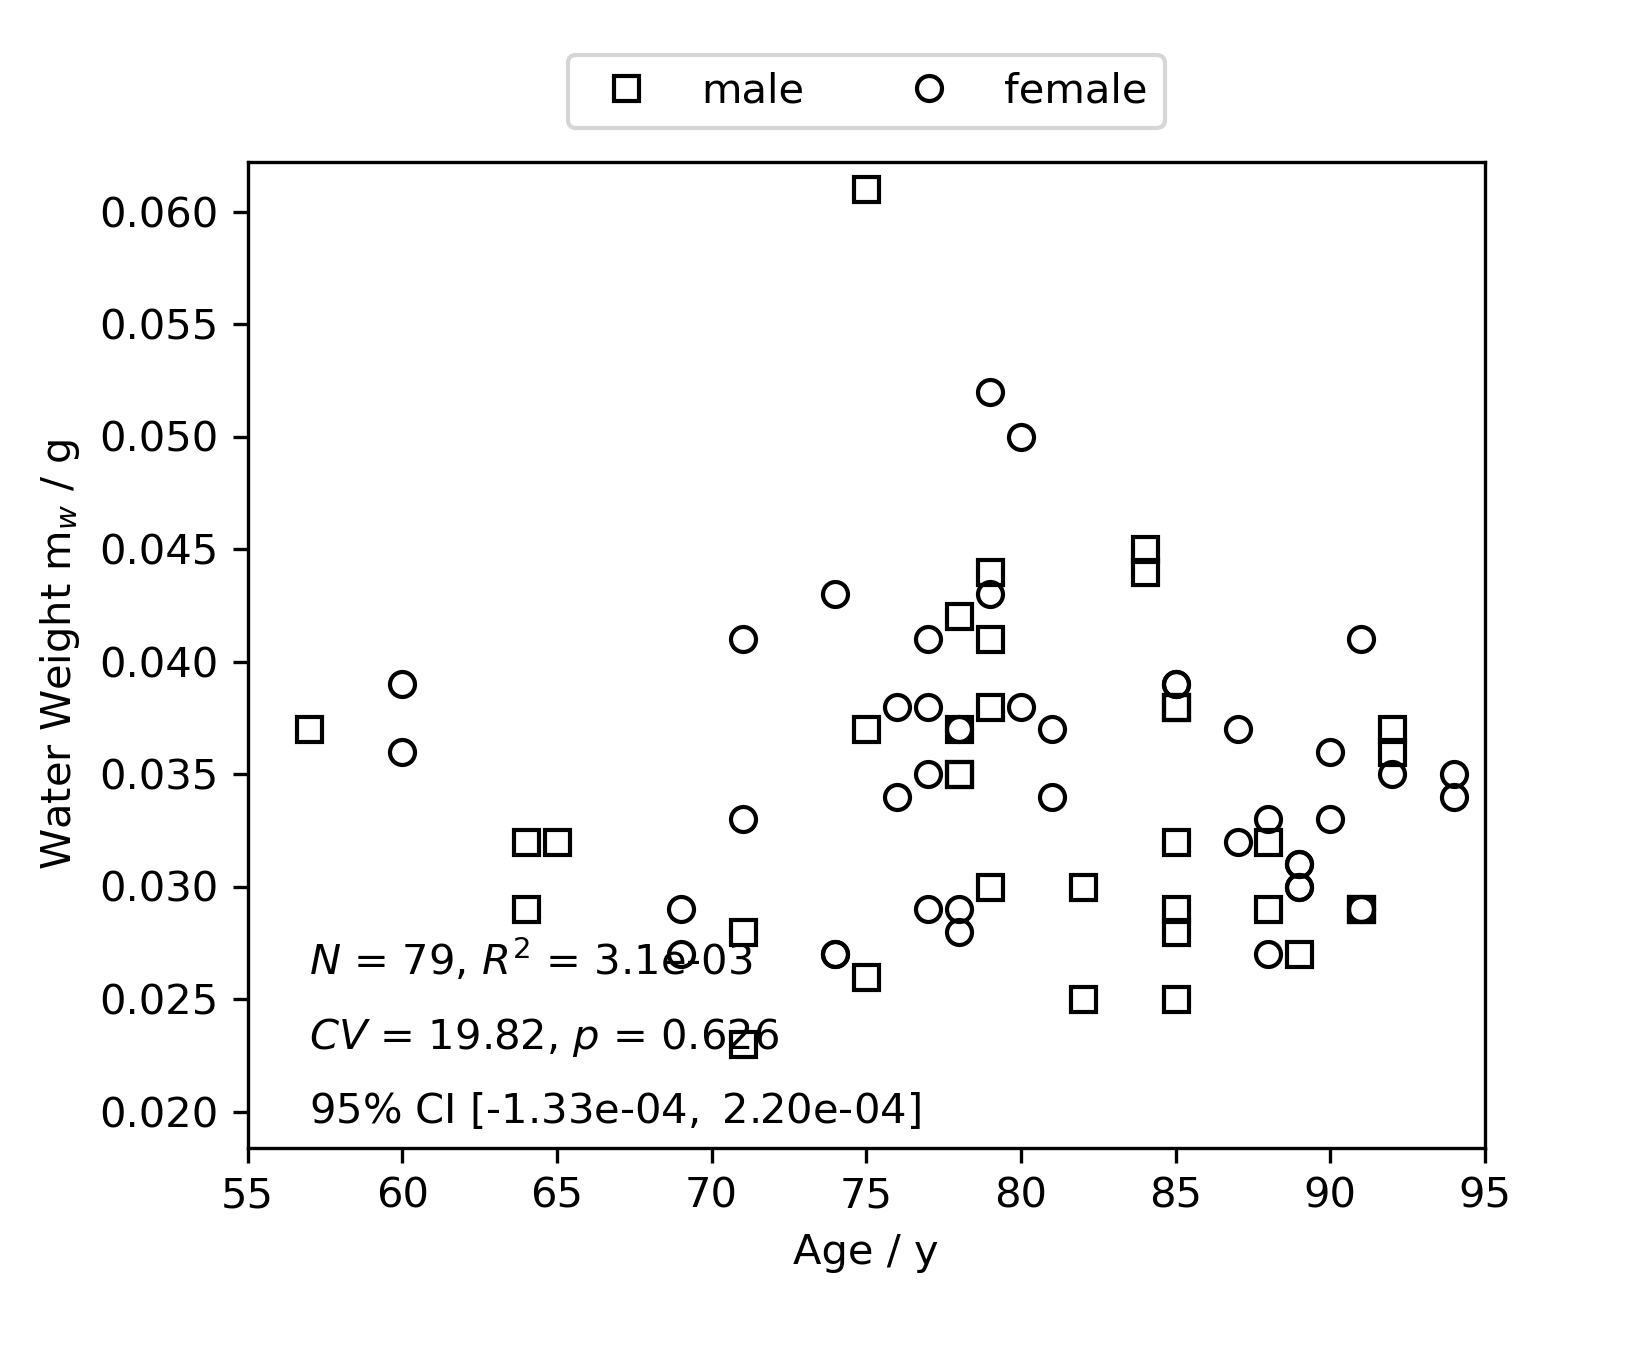 male female
0.060
0.055
0.050
0.045
0.040
0.035
0.030
0.025
0.020
Water Weight m_w / g
N = 79, R² = 3.1e-03
CV = 19.82, p = 0.626
95% CI [-1.33e-04, 2.20e-04]
55 60 65 70 75 80 85 90 95
Age / y